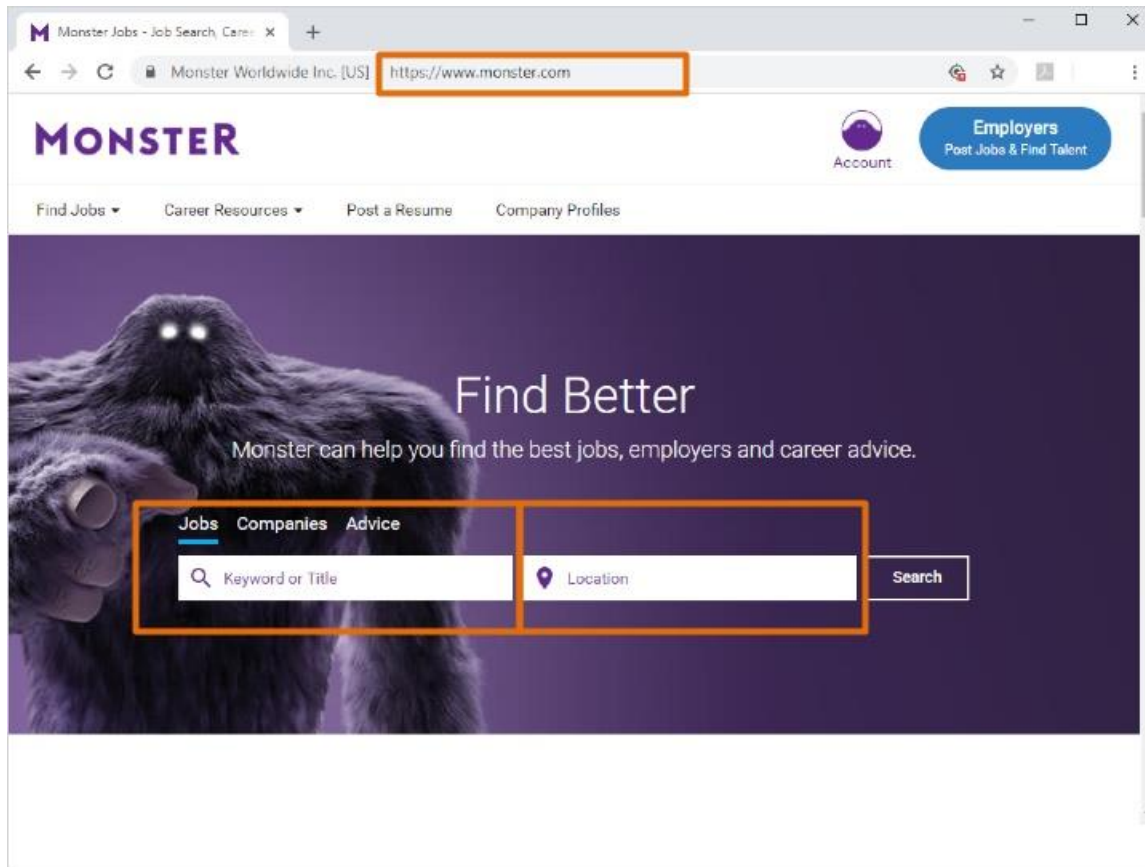 Monster Jobs - Job Search, Caree
Monster Worldwide Inc. [US] https://www.monster.com
MONSTER
Account
Employers
Post Jobs & Find Talent
Find Jobs Career Resources Post a Resume Company Profiles
Find Better
Monster can help you find the best jobs, employers and career advice.
Jobs Companies Advice
Keyword or Title Location Search